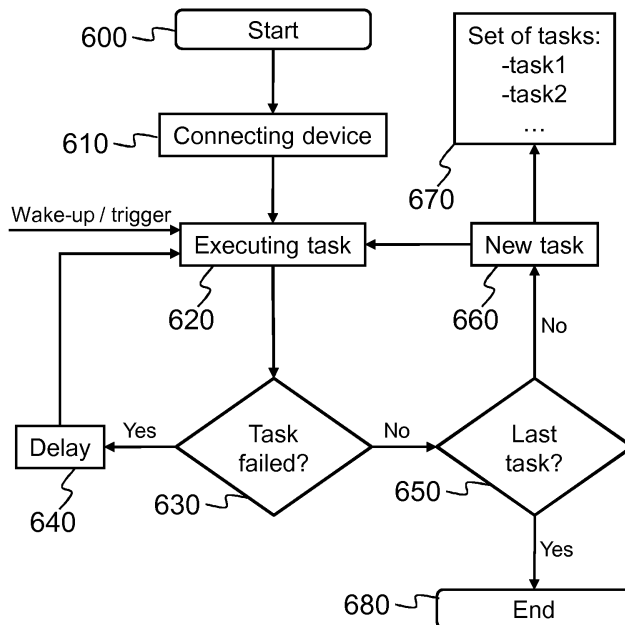 600
Start
Set of tasks:
-task1
-task2
...
610
Connecting device
670
Wake-up / trigger
Executing task
New task
620
660
No
Yes
Task
failed?
No
Last
task?
Delay
640
630
650
Yes
680
End